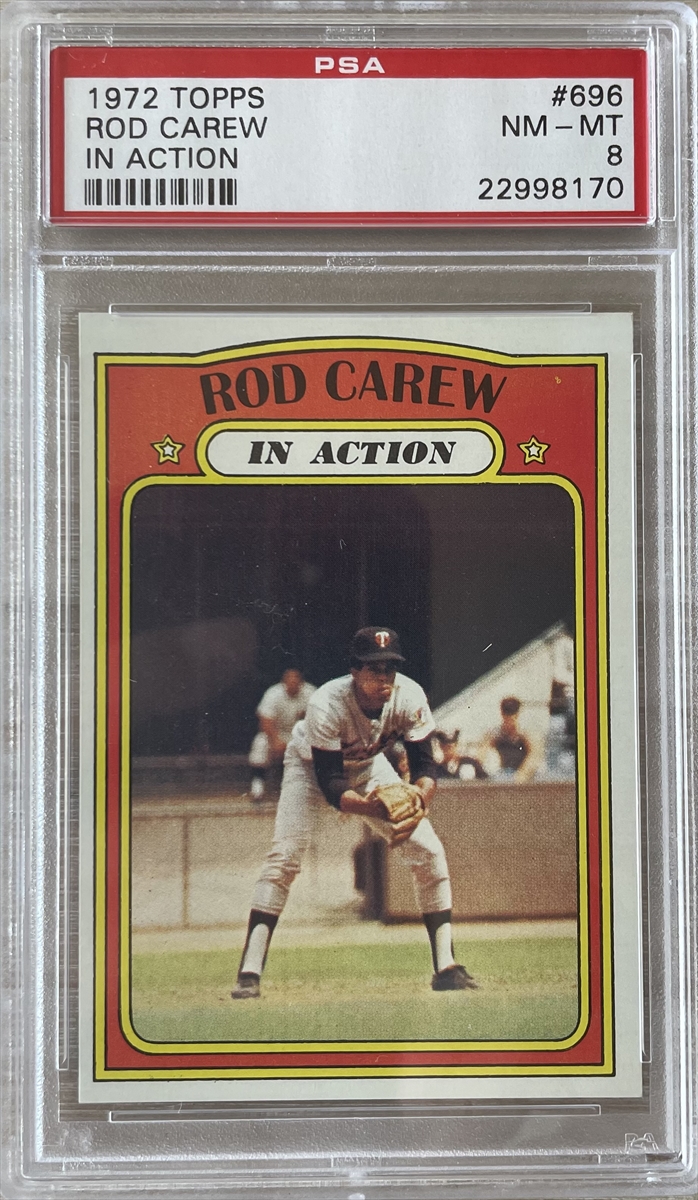 PSA
1972 TOPPS #696
ROD CAREW NM - MT
IN ACTION 8
22998170
ROD CAREW
IN ACTION
T